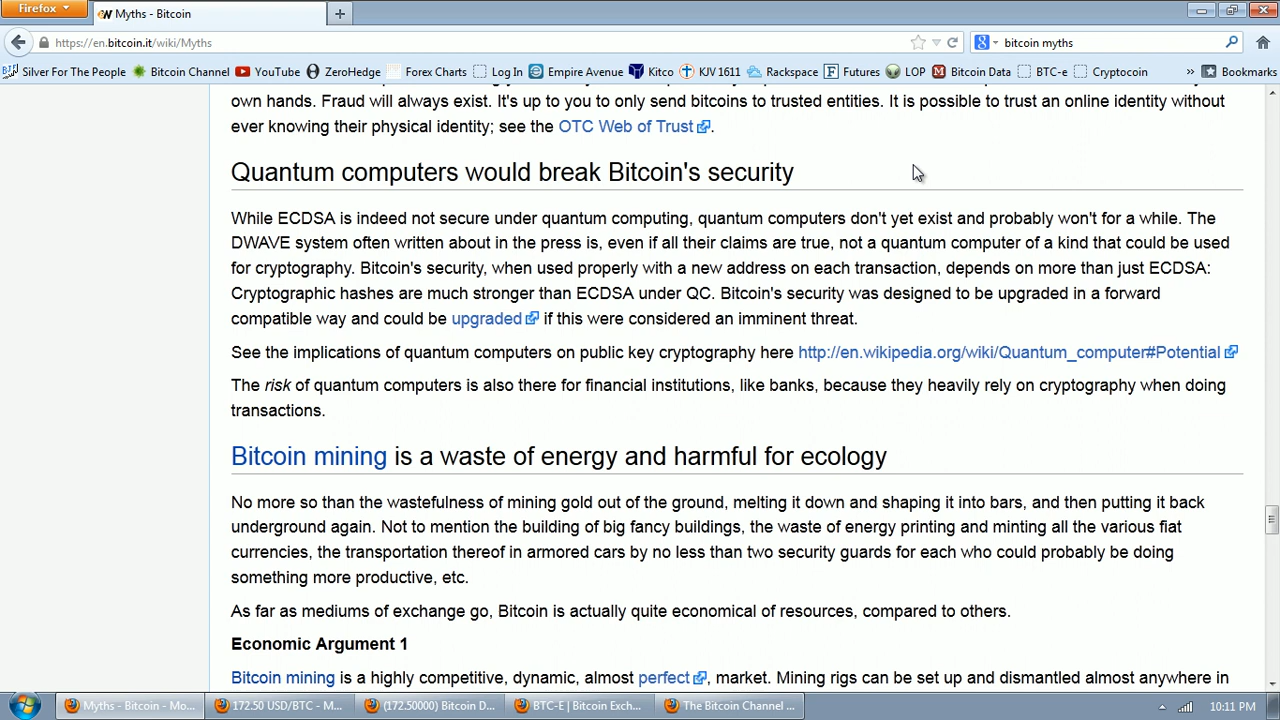 Firefox
Myths - Bitcoin
https://en.bitcoin.it/wiki/Myths
bitcoin myths
Silver For The People Bitcoin Channel YouTube ZeroHedge Forex Charts Log In Empire Avenue Kitco KJV 1611 Rackspace Futures LOP Bitcoin Data BTC-e Cryptocoin » Bookmarks
own hands. Fraud will always exist. It's up to you to only send bitcoins to trusted entities. It is possible to trust an online identity without
ever knowing their physical identity; see the OTC Web of Trust.
Quantum computers would break Bitcoin's security
While ECDSA is indeed not secure under quantum computing, quantum computers don't yet exist and probably won't for a while. The
DWAVE system often written about in the press is, even if all their claims are true, not a quantum computer of a kind that could be used
for cryptography. Bitcoin's security, when used properly with a new address on each transaction, depends on more than just ECDSA:
Cryptographic hashes are much stronger than ECDSA under QC. Bitcoin's security was designed to be upgraded in a forward
compatible way and could be upgraded if this were considered an imminent threat.
See the implications of quantum computers on public key cryptography here http://en.wikipedia.org/wiki/Quantum_computer#Potential
The risk of quantum computers is also there for financial institutions, like banks, because they heavily rely on cryptography when doing
transactions.
Bitcoin mining is a waste of energy and harmful for ecology
No more so than the wastefulness of mining gold out of the ground, melting it down and shaping it into bars, and then putting it back
underground again. Not to mention the building of big fancy buildings, the waste of energy printing and minting all the various fiat
currencies, the transportation thereof in armored cars by no less than two security guards for each who could probably be doing
something more productive, etc.
As far as mediums of exchange go, Bitcoin is actually quite economical of resources, compared to others.
Economic Argument 1
Bitcoin mining is a highly competitive, dynamic, almost perfect, market. Mining rigs can be set up and dismantled almost anywhere in
Myths - Bitcoin - Mo... 172.50 USD/BTC - M... (172.50000) Bitcoin D... BTC-E | Bitcoin Exch... The Bitcoin Channel ... 10:11 PM